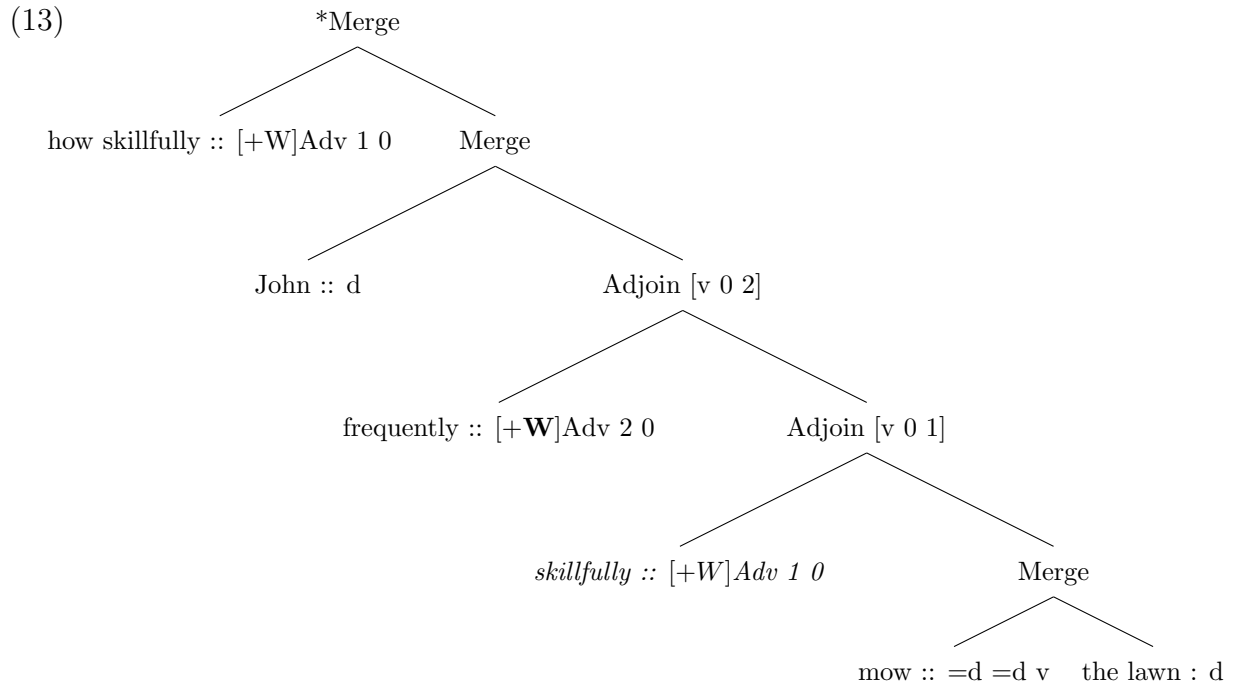 (13)
*Merge
how skillfully :: [+W]Adv 1 0 Merge
John :: d Adjoin [v 0 2]
frequently :: [+W]Adv 2 0 Adjoin [v 0 1]
skillfully :: [+W]Adv 1 0 Merge
mow :: =d =d v the lawn : d